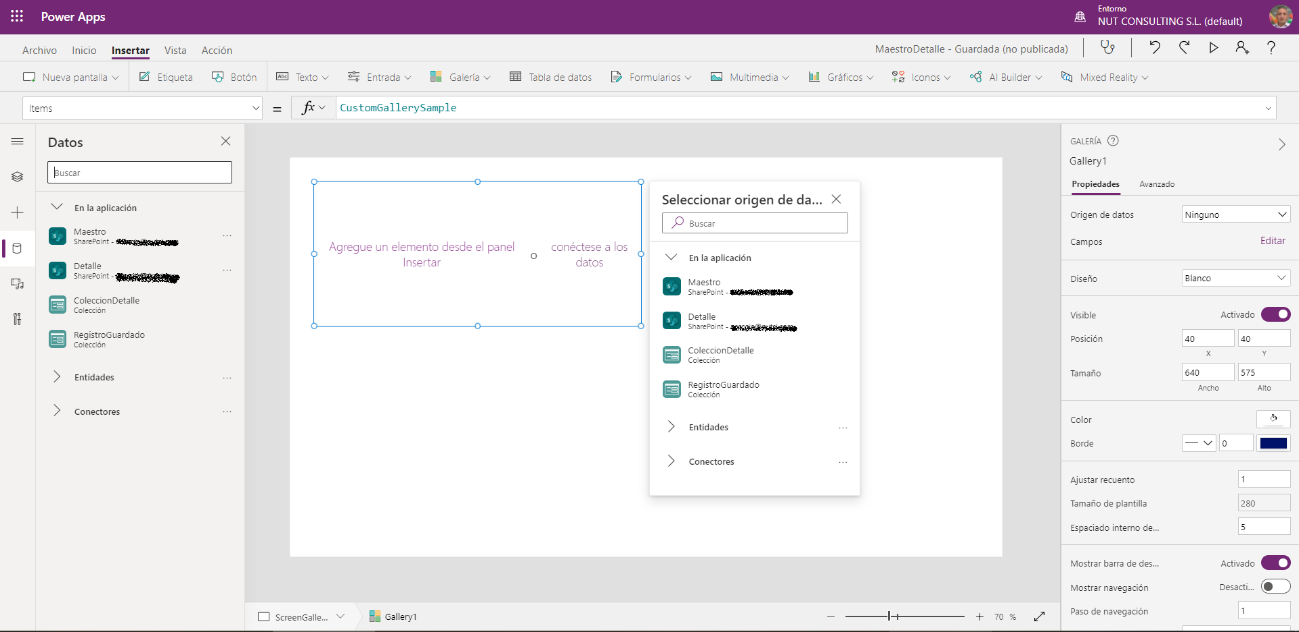 Power Apps
Entorno
NUT CONSULTING S.L. (default)
Archivo Inicio Insertar Vista Acción
MaestroDetalle - Guardada (no publicada)
Nueva pantalla Etiqueta Botón Texto Entrada Galería Tabla de datos Formularios Multimedia Gráficos Iconos AI Builder Mixed Reality
Items = fx CustomGallerySample
Datos
Buscar
En la aplicación
Maestro
SharePoint -
Detalle
SharePoint -
ColeccionDetalle
Colección
RegistroGuardado
Colección
Entidades
Conectores
Agregue un elemento desde el panel
Insertar
o
conéctese a los
datos
Seleccionar origen de da...
Buscar
En la aplicación
Maestro
SharePoint -
Detalle
SharePoint -
ColeccionDetalle
Colección
RegistroGuardado
Colección
Entidades
Conectores
GALERÍA
Gallery1
Propiedades Avanzado
Origen de datos Ninguno
Campos Editar
Diseño Blanco
Visible Activado
Posición 40 40
X Y
Tamaño 640 575
Ancho Alto
Color
Borde 0
Ajustar recuento 1
Tamaño de plantilla 280
Espaciado interno de... 5
Mostrar barra de des... Activado
Mostrar navegación Desacti...
Paso de navegación 1
ScreenGalle... Gallery1
70 %